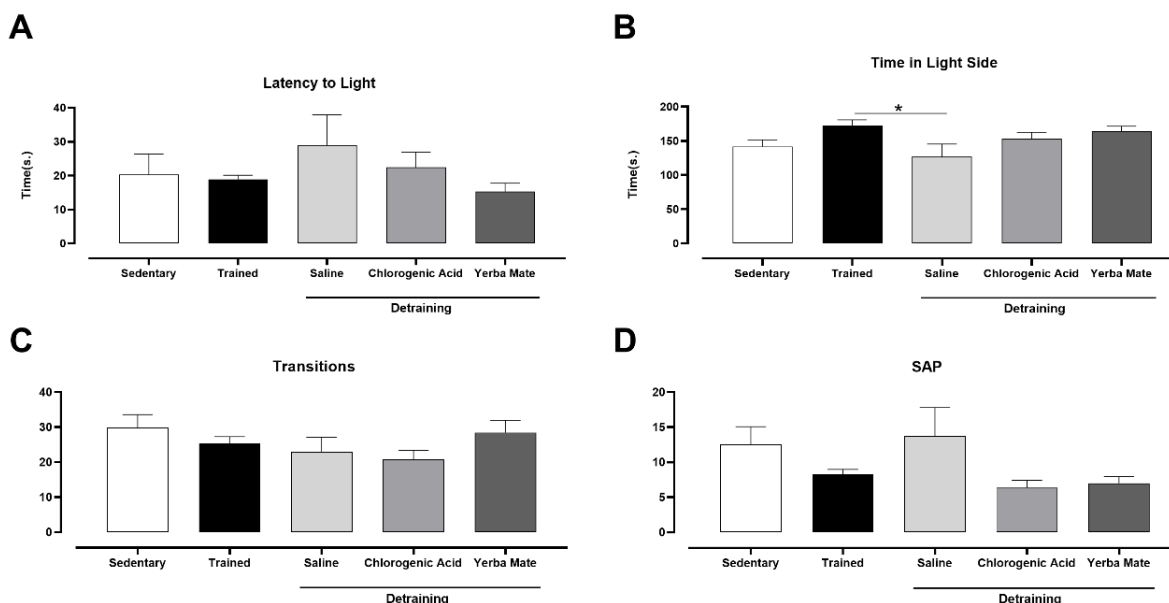 A
Latency to Light
Time(s.)
40
30
20
10
0
Sedentary Trained Saline Chlorogenic Acid Yerba Mate
Detraining
B
Time in Light Side
Time(s.)
200
150
100
50
0
*
Sedentary Trained Saline Chlorogenic Acid Yerba Mate
Detraining
C
Transitions
40
30
20
10
0
Sedentary Trained Saline Chlorogenic Acid Yerba Mate
Detraining
D
SAP
20
15
10
5
0
Sedentary Trained Saline Chlorogenic Acid Yerba Mate
Detraining